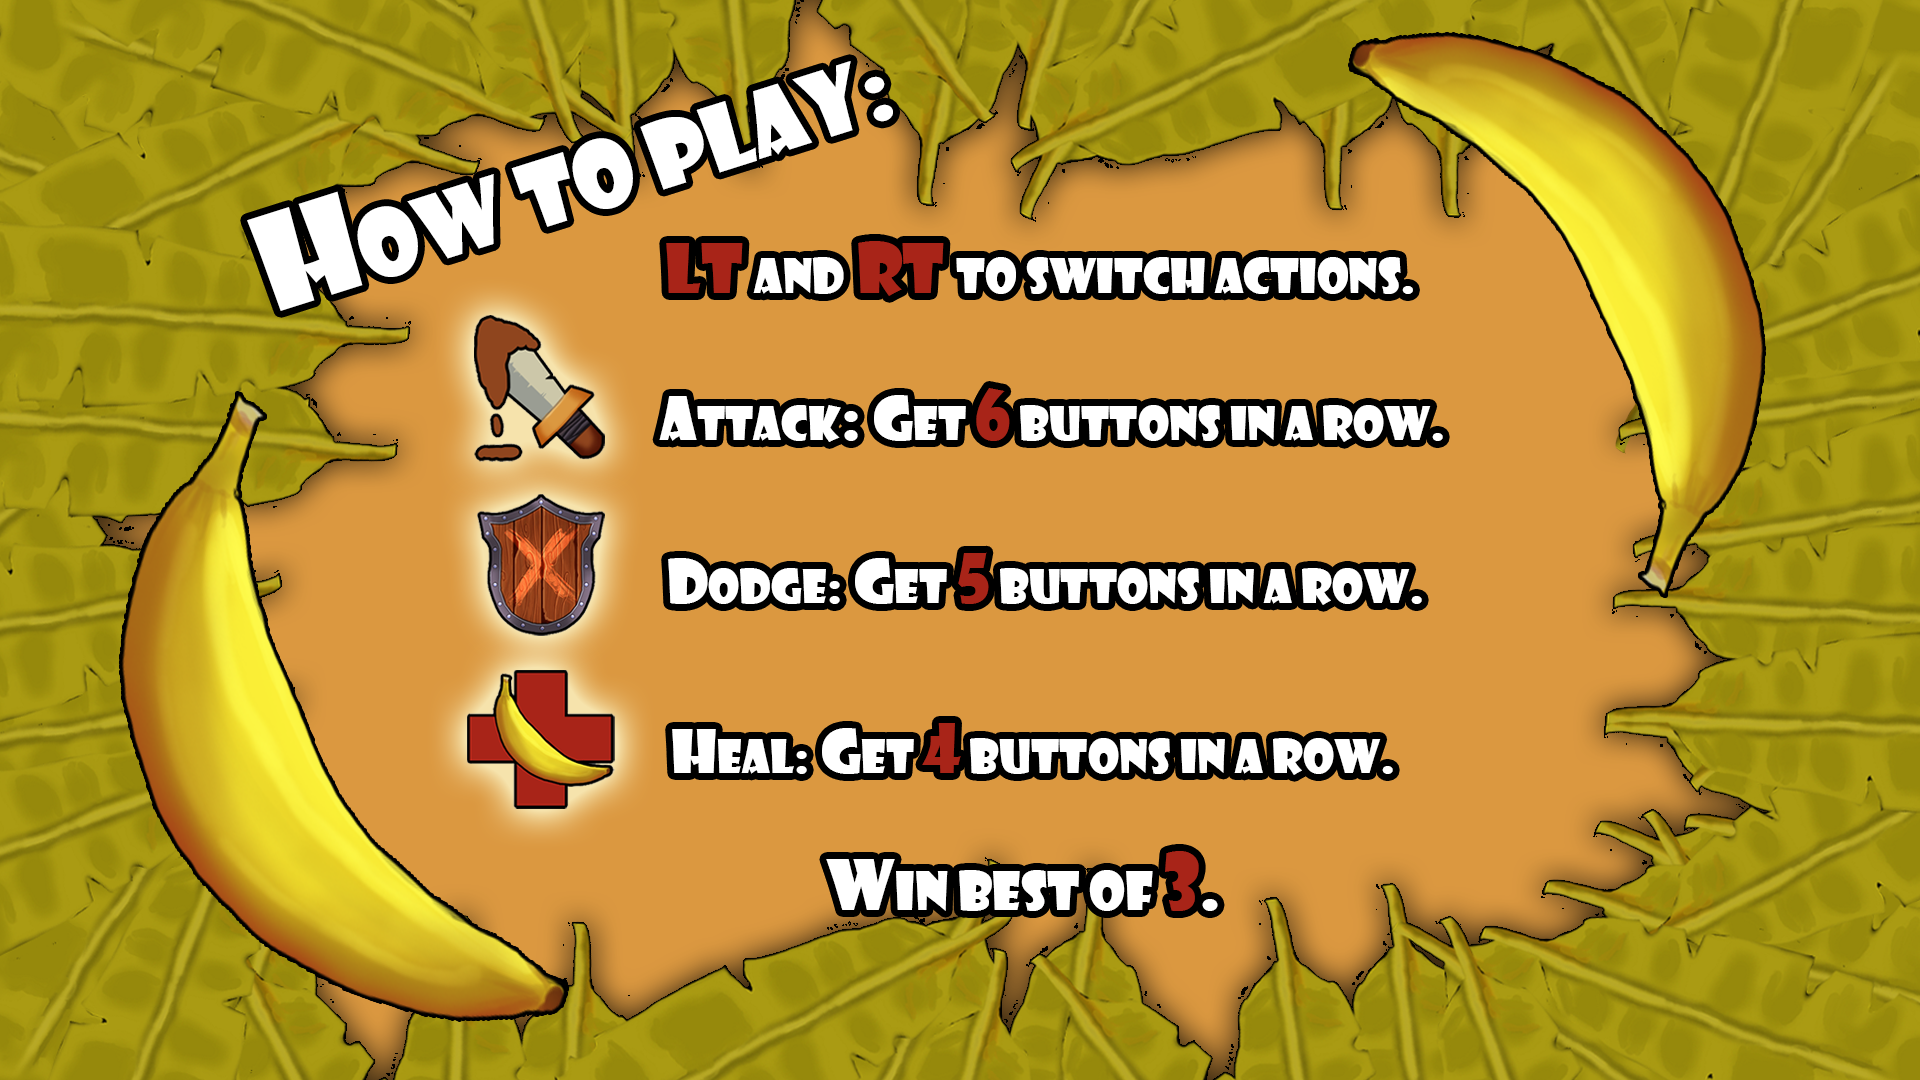 How to play:
LT and RT to switch actions.
Attack: Get 6 buttons in a row.
Dodge: Get 5 buttons in a row.
Heal: Get 4 buttons in a row.
Win best of 3.